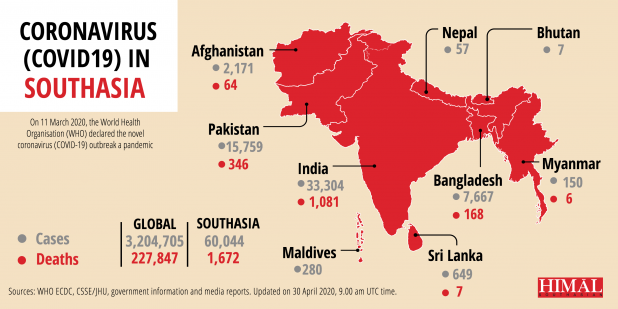 CORONAVIRUS
(COVID19) IN
SOUTHASIA
On 11 March 2020, the World Health
Organisation (WHO) declared the novel
coronavirus (COVID-19) outbreak a pandemic
Afghanistan
2,171
64
Nepal
57
Bhutan
7
Pakistan
15,759
346
India
33,304
1,081
Bangladesh
7,667
168
Myanmar
150
6
Maldives
280
Sri Lanka
649
7
GLOBAL SOUTHASIA
Cases 3,204,705 60,044
Deaths 227,847 1,672
Sources: WHO ECDC, CSSE/JHU, government information and media reports. Updated on 30 April 2020, 9.00 am UTC time.
HIMAL